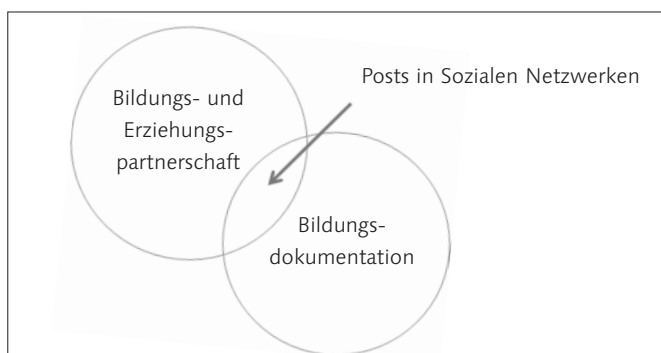 Posts in Sozialen Netzwerken
Bildungs- und
Erziehungs-
partnerschaft
Bildungs-
dokumentation